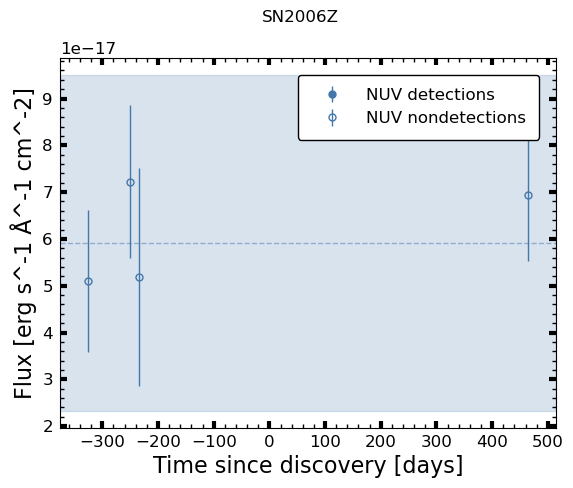 SN2006Z
1e−17
NUV detections
NUV nondetections
9
8
7
6
5
4
3
2
Flux [erg s^-1 Å^-1 cm^-2]
−300 −200 −100 0 100 200 300 400 500
Time since discovery [days]